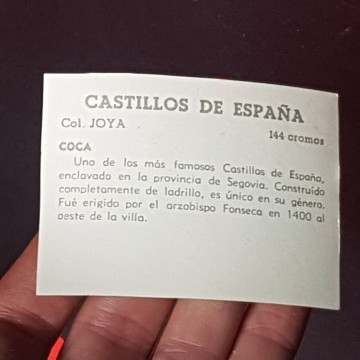 CASTILLOS DE ESPAÑA
Col. JOYA
144 cromos
COCA
Uno de los más famosos Castillos de España,
enclavado en la provincia de Segovia. Construído
completamente de ladrillo, es único en su género.
Fué erigido por el arzobispo Fonseca en 1400 al
oeste de la villa.